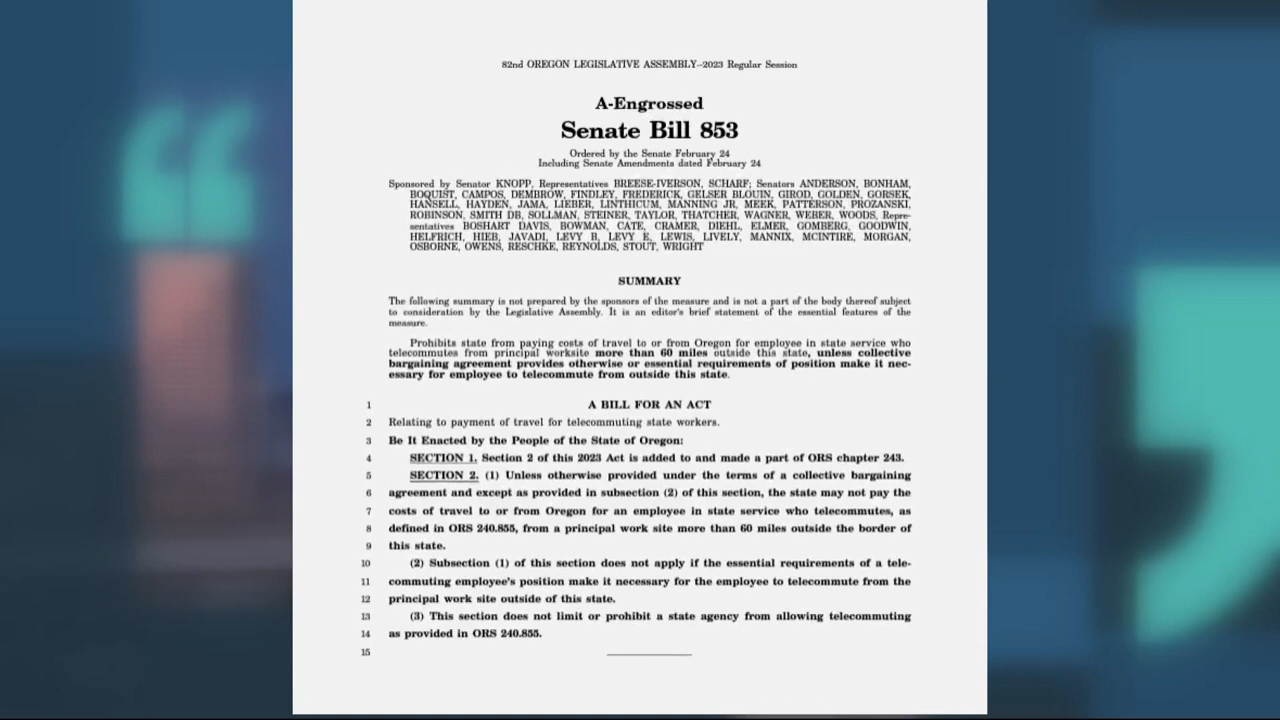 82nd OREGON LEGISLATIVE ASSEMBLY--2023 Regular Session
A-Engrossed
Senate Bill 853
Ordered by the Senate February 24
Including Senate Amendments dated February 24
Sponsored by Senator KNOPP, Representatives BREESE-IVERSON, SCHARF; Senators ANDERSON, BONHAM,
BOQUIST, CAMPOS, DEMBROW, FINDLEY, FREDERICK, GELSER BLOUIN, GIROD, GOLDEN, GORSEK,
HANSELL, HAYDEN, JAMA, LIEBER, LINTHICUM, MANNING JR, MEEK, PATTERSON, PROZANSKI,
ROBINSON, SMITH DB, SOLLMAN, STEINER, TAYLOR, THATCHER, WAGNER, WEBER, WOODS, Repre-
sentatives BOSHART DAVIS, BOWMAN, CATE, CRAMER, DIEHL, ELMER, GOMBERG, GOODWIN,
HELFRICH, HIEB, JAVADI, LEVY B, LEVY E, LEWIS, LIVELY, MANNIX, MCINTIRE, MORGAN,
OSBORNE, OWENS, RESCHKE, REYNOLDS, STOUT, WRIGHT
SUMMARY
The following summary is not prepared by the sponsors of the measure and is not a part of the body thereof subject
to consideration by the Legislative Assembly. It is an editor's brief statement of the essential features of the
measure.
Prohibits state from paying costs of travel to or from Oregon for employee in state service who
telecommutes from principal worksite more than 60 miles outside this state, unless collective
bargaining agreement provides otherwise or essential requirements of position make it nec-
essary for employee to telecommute from outside this state.
1 A BILL FOR AN ACT
2 Relating to payment of travel for telecommuting state workers.
3 Be It Enacted by the People of the State of Oregon:
4 SECTION 1. Section 2 of this 2023 Act is added to and made a part of ORS chapter 243.
5 SECTION 2. (1) Unless otherwise provided under the terms of a collective bargaining
6 agreement and except as provided in subsection (2) of this section, the state may not pay the
7 costs of travel to or from Oregon for an employee in state service who telecommutes, as
8 defined in ORS 240.855, from a principal work site more than 60 miles outside the border of
9 this state.
10 (2) Subsection (1) of this section does not apply if the essential requirements of a tele-
11 commuting employee's position make it necessary for the employee to telecommute from the
12 principal work site outside of this state.
13 (3) This section does not limit or prohibit a state agency from allowing telecommuting
14 as provided in ORS 240.855.
15